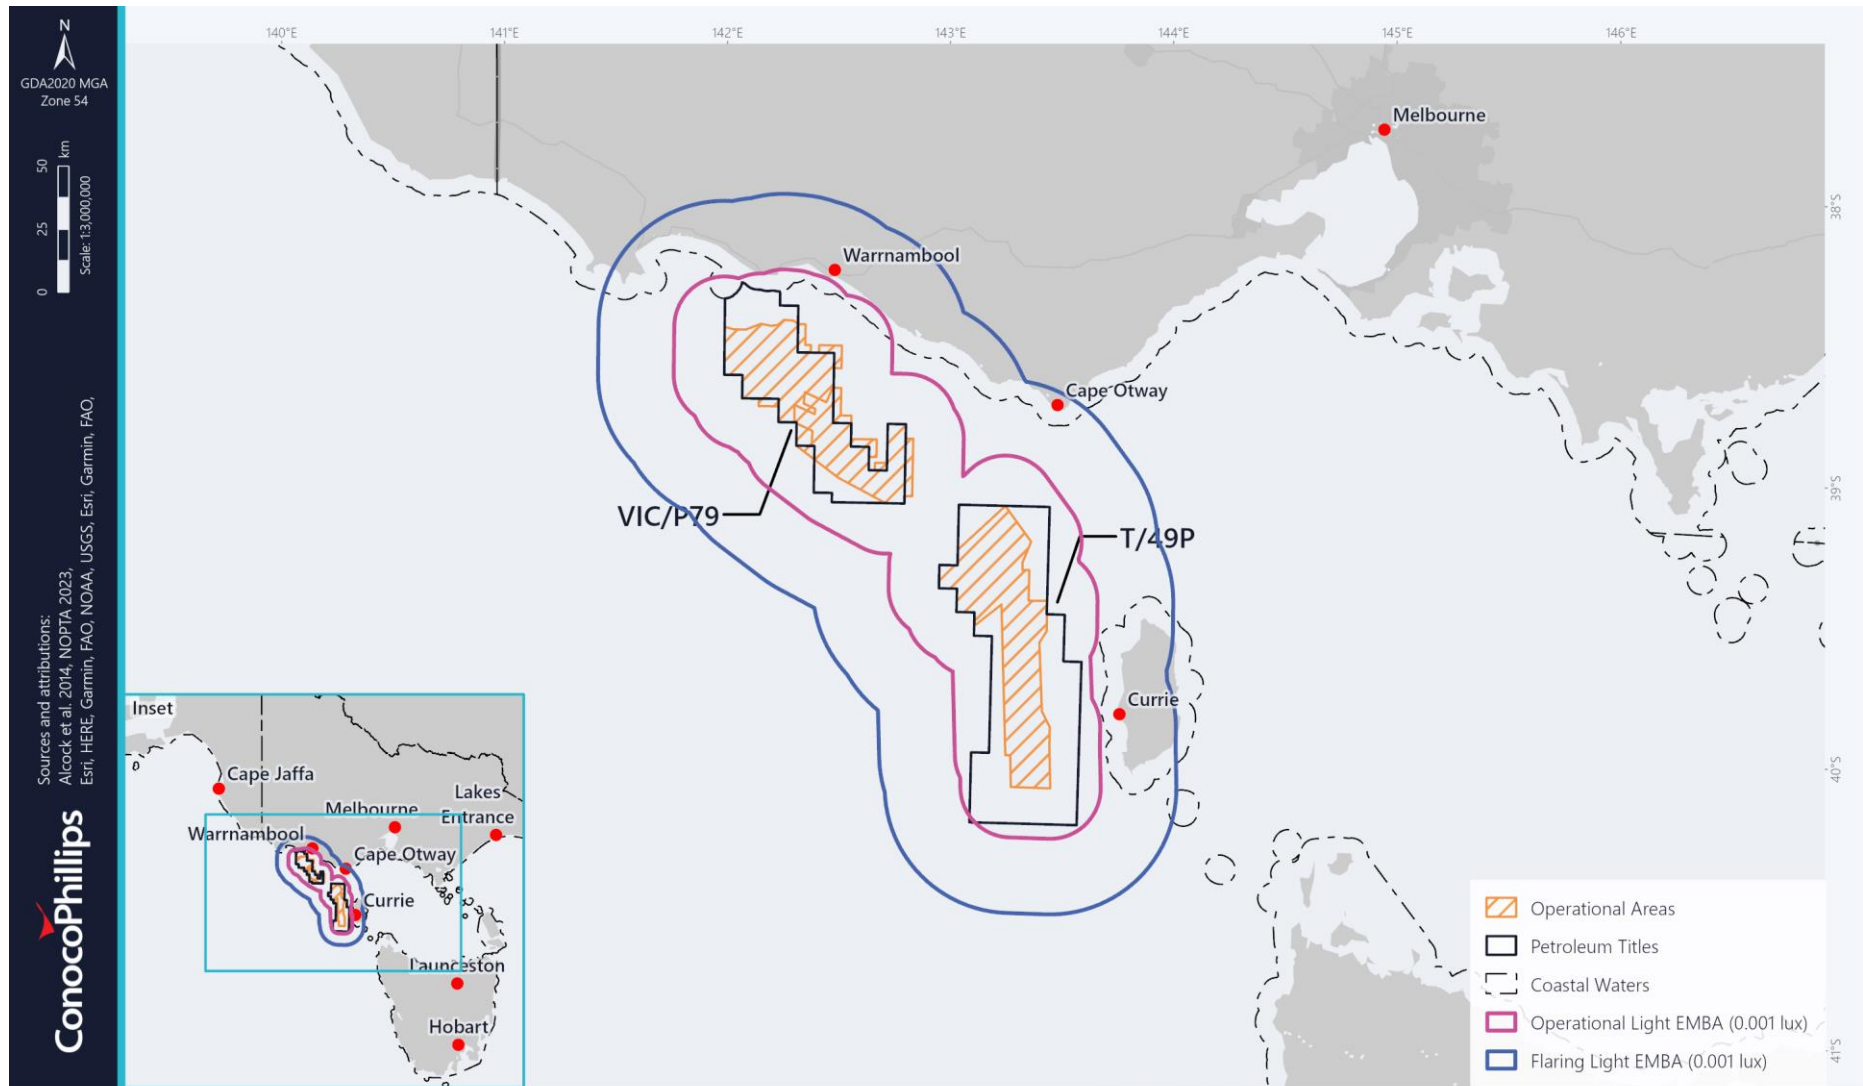 N
GDA2020 MGA
Zone 54
0 25 50 km
Scale: 1:3,000,000
Sources and attributions:
Alcock et al. 2014, NOPTA 2023,
Esri, HERE, Garmin, FAO, NOAA, USGS, Esri, Garmin, FAO,
ConocoPhillips
140°E 141°E 142°E 143°E 144°E 145°E 146°E
38°S
39°S
40°S
41°S
Melbourne
Warrnambool
Cape Otway
VIC/P79
T/49P
Currie
Inset
Cape Jaffa
Lakes
Entrance
Melbourne
Warrnambool
Cape Otway
Currie
Launceston
Hobart
Operational Areas
Petroleum Titles
Coastal Waters
Operational Light EMBA (0.001 lux)
Flaring Light EMBA (0.001 lux)